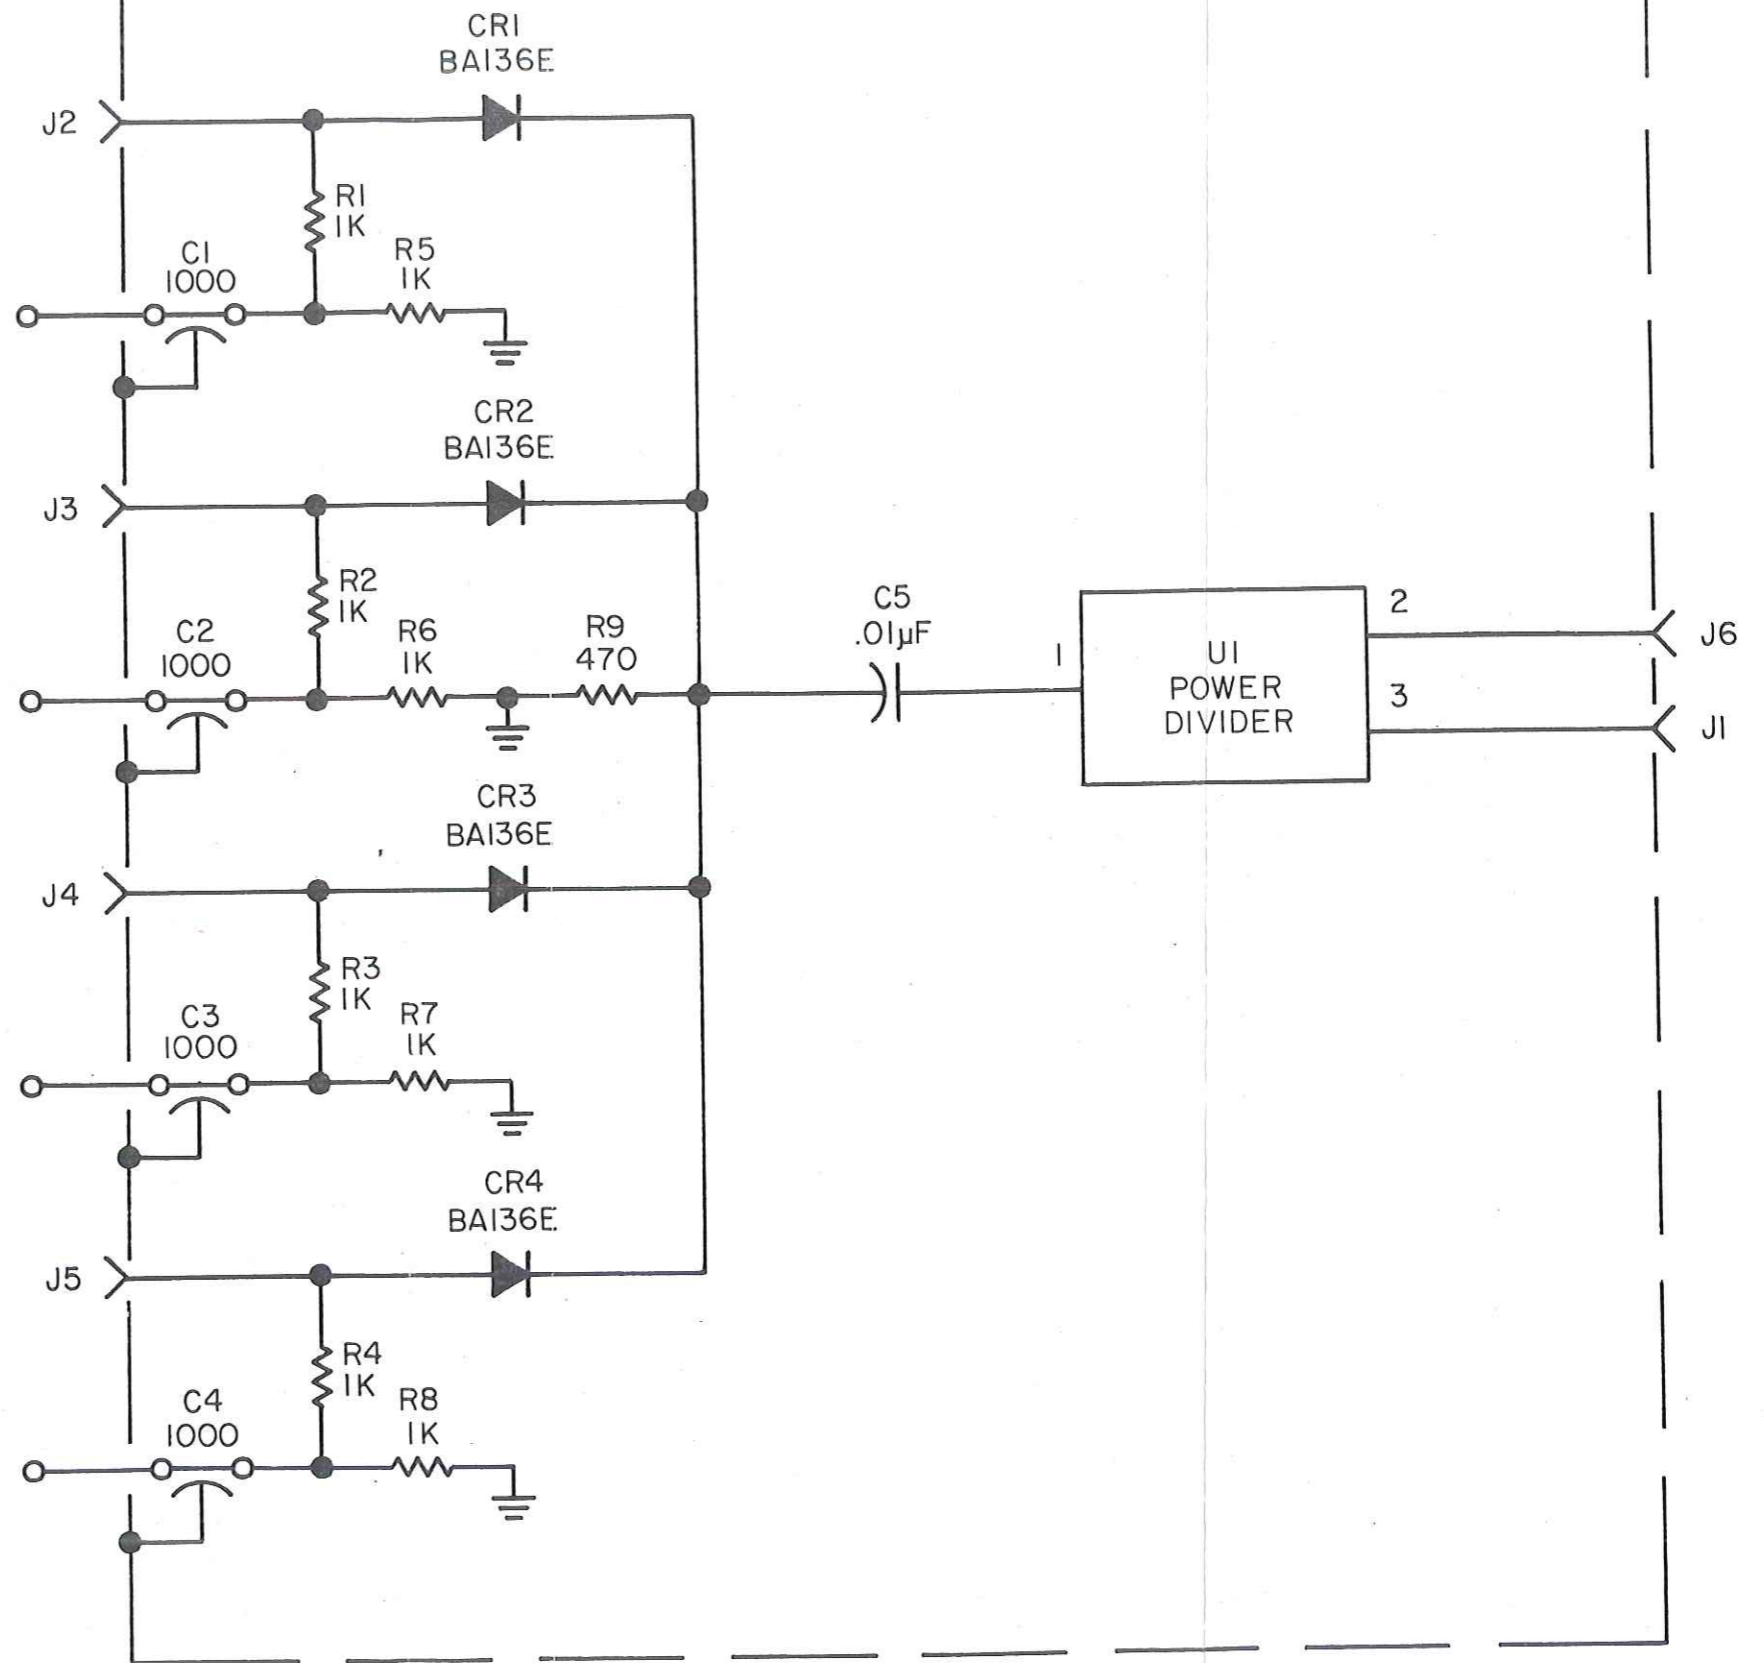 CR1
BA136E
J2
R1
1K
C1
1000
R5
1K
CR2
BA136E
J3
R2
1K
C2
1000
R6
1K
R9
470
C5
.01µF
1
U1
POWER
DIVIDER
2
3
J6
J1
CR3
BA136E
J4
R3
1K
C3
1000
R7
1K
CR4
BA136E
J5
R4
1K
C4
1000
R8
1K